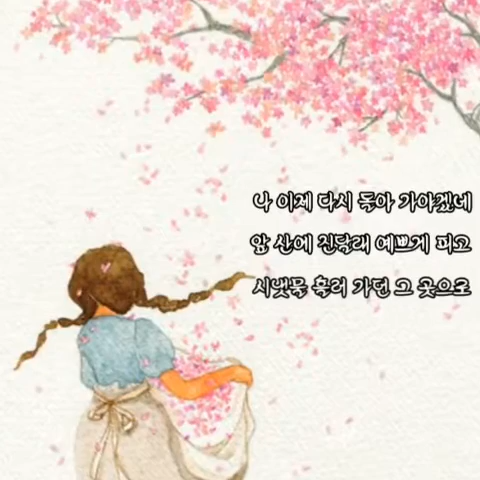 나 이제 다시 돌아 가야겠네
앞 산에 진달래 예쁘게 피고
시냇물 흘러 가던 그 곳으로